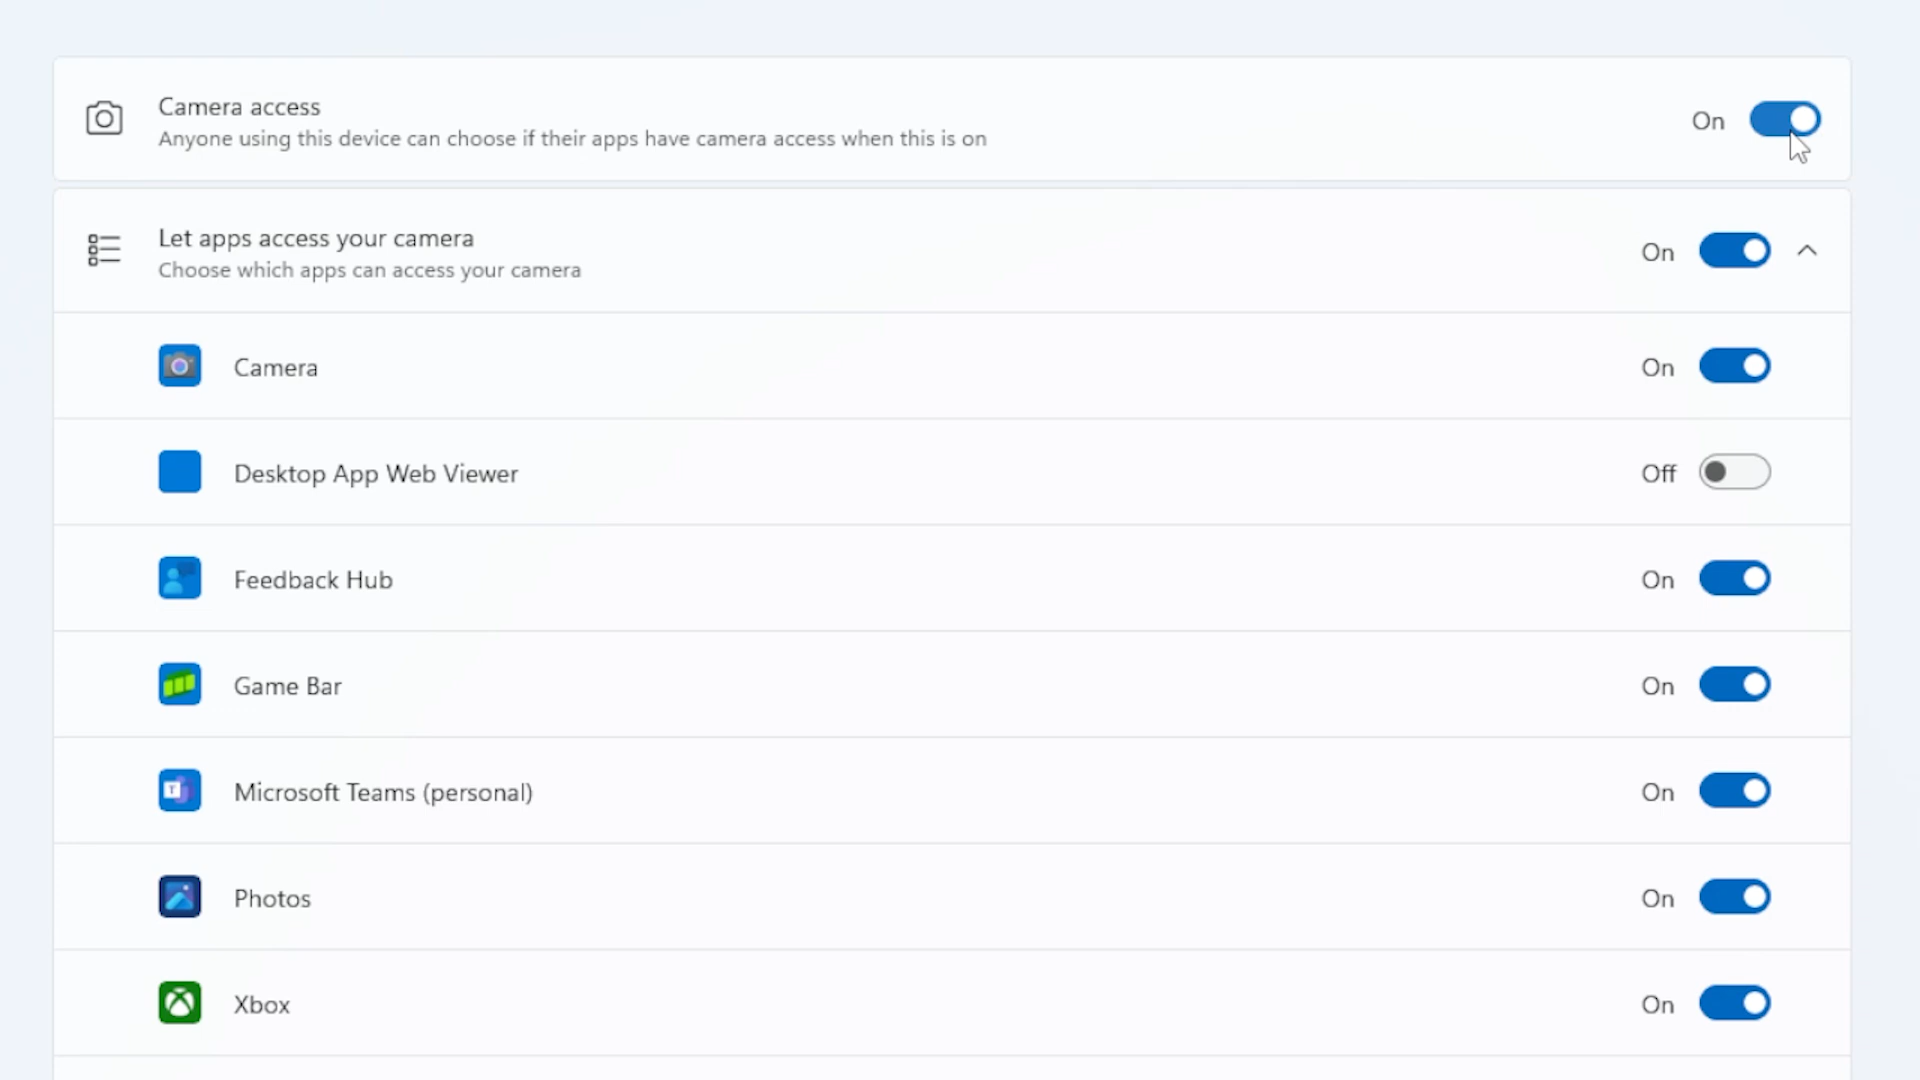 Camera access
Anyone using this device can choose if their apps have camera access when this is on
On
Let apps access your camera
Choose which apps can access your camera
On
Camera
On
Desktop App Web Viewer
Off
Feedback Hub
On
Game Bar
On
Microsoft Teams (personal)
On
Photos
On
Xbox
On